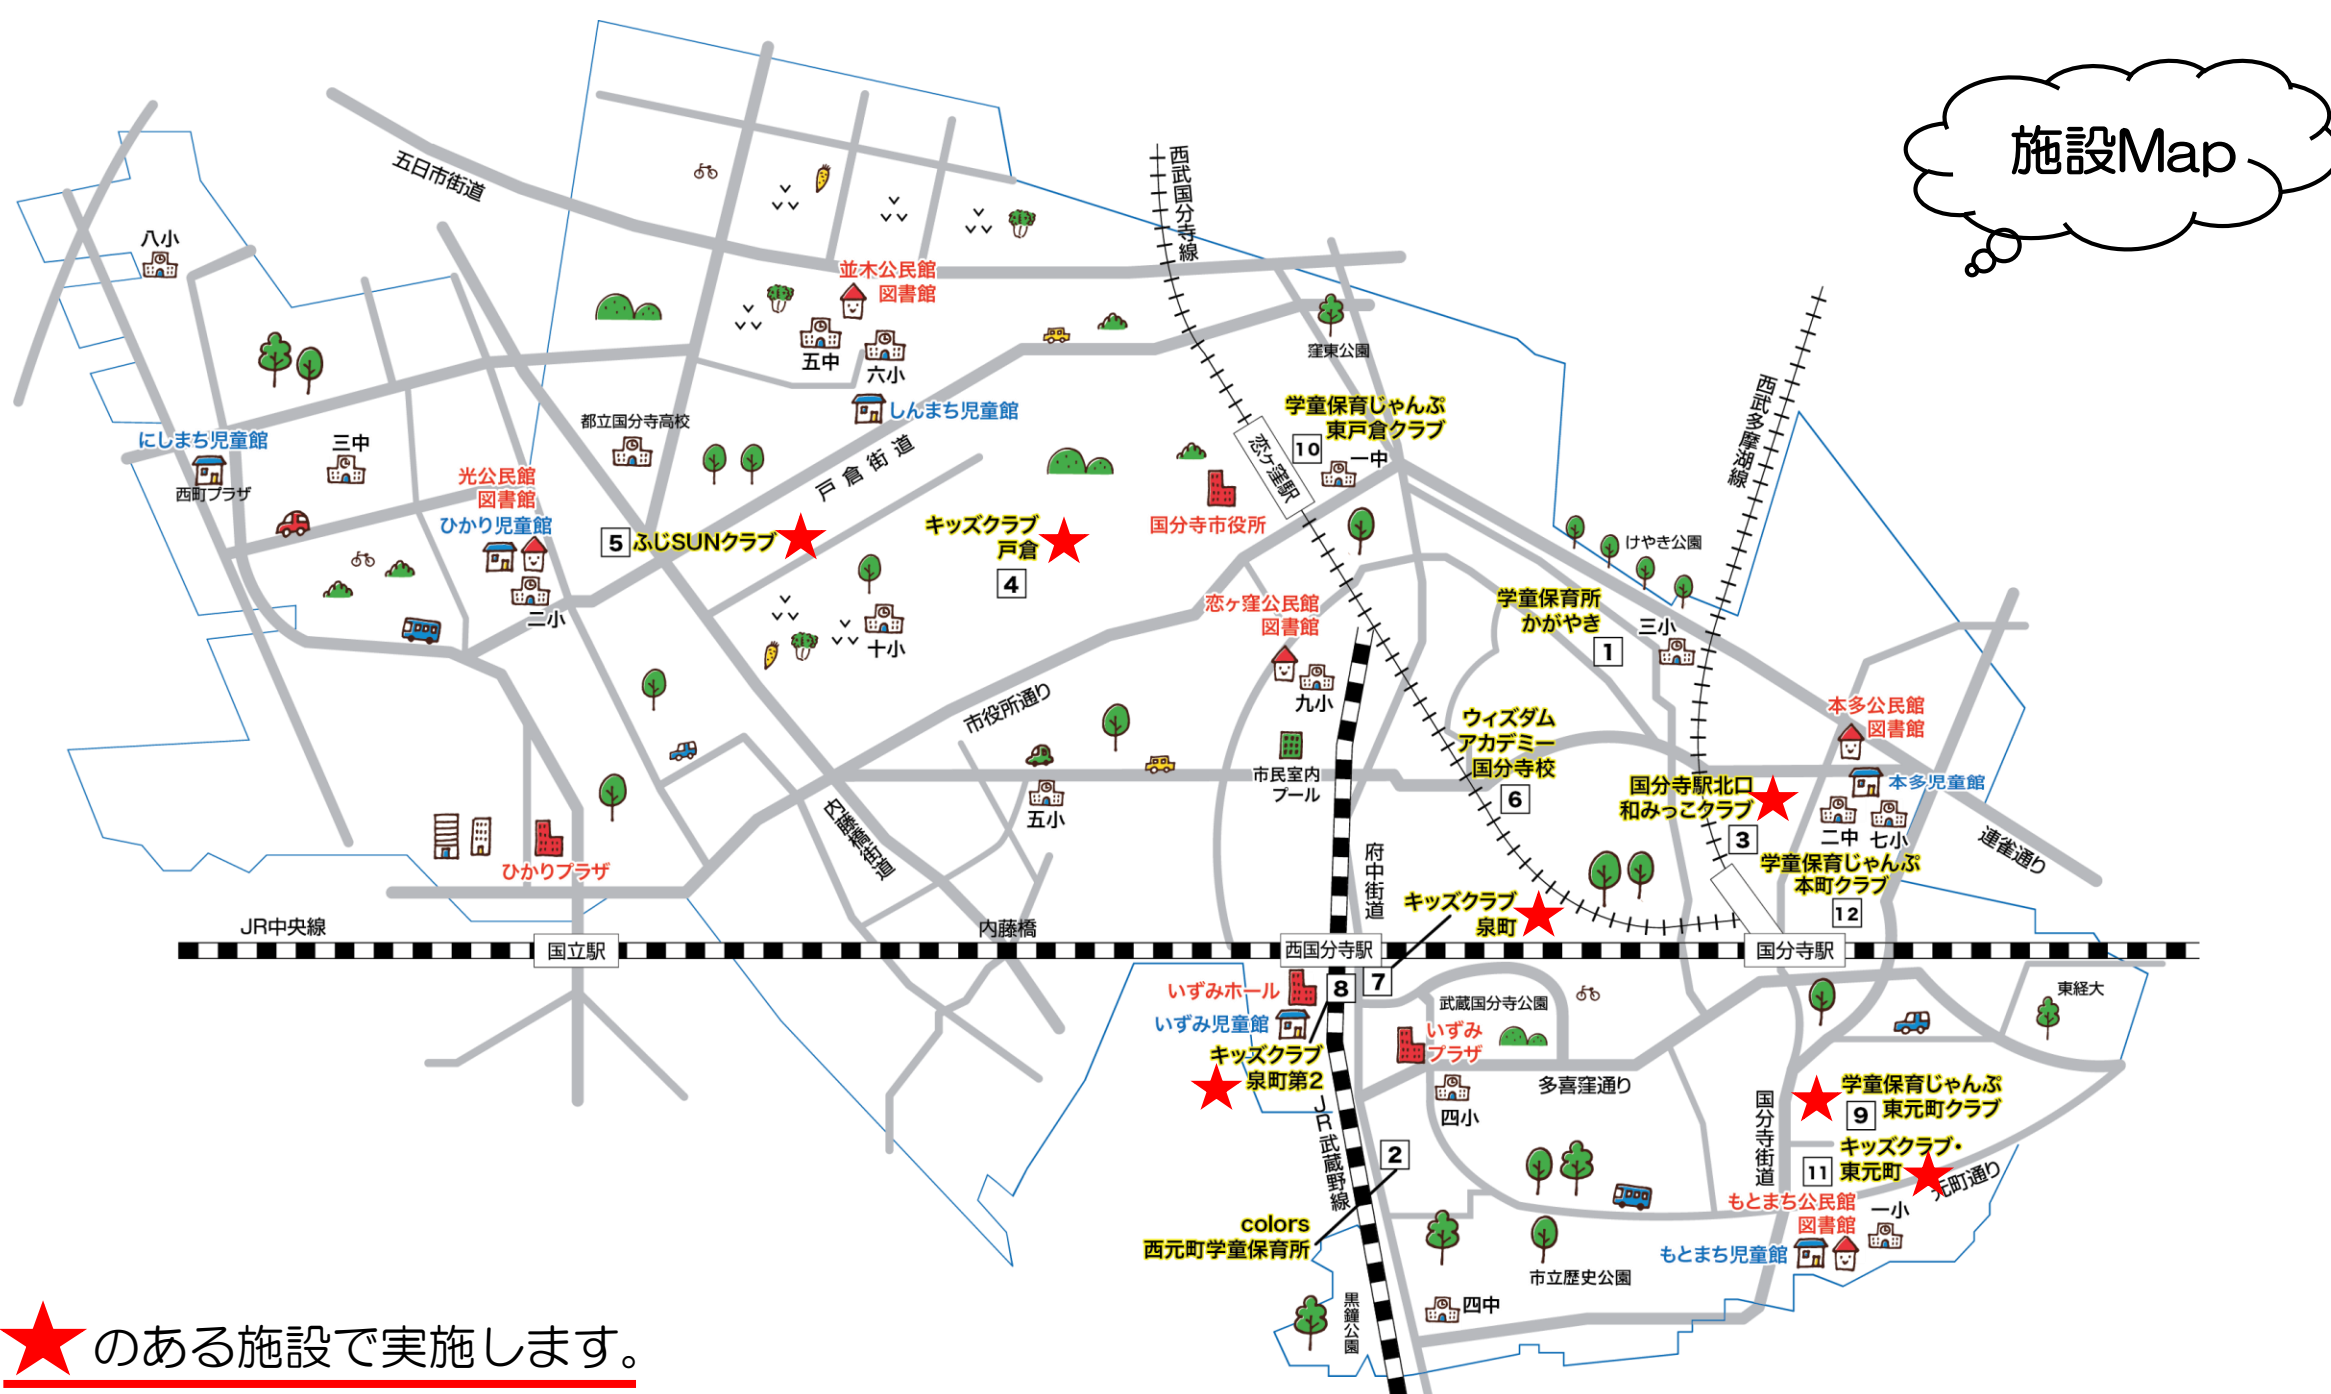 施設Map
西武国分寺線
五日市街道
八小
並木公民館
図書館
五中
六小
窪東公園
西武多摩湖線
しんまち児童館
都立国分寺高校
学童保育じゃんぷ
東戸倉クラブ
10
一中
恋ヶ窪駅
にしまち児童館
西町プラザ
三中
戸倉街道
光公民館
図書館
ひかり児童館
二小
5
ふじSUNクラブ
キッズクラブ
戸倉
4
国分寺市役所
けやき公園
恋ヶ窪公民館
図書館
学童保育所
かがやき
1
三小
十小
九小
市役所通り
本多公民館
図書館
ウィズダム
アカデミー
国分寺校
6
市民室内
プール
国分寺駅北口
和みっこクラブ
3
本多児童館
二中
七小
五小
内藤橋街道
連雀通り
ひかりプラザ
府中街道
学童保育じゃんぷ
本町クラブ
12
キッズクラブ
泉町
JR中央線
内藤橋
国立駅
西国分寺駅
国分寺駅
7
8
いずみホール
いずみ児童館
武蔵国分寺公園
東経大
いずみ
プラザ
キッズクラブ
泉町第2
多喜窪通り
四小
JR武蔵野線
国分寺街道
学童保育じゃんぷ
9
東元町クラブ
キッズクラブ・
11
東元町
元町通り
2
colors
西元町学童保育所
もとまち公民館
図書館
一小
もとまち児童館
市立歴史公園
黒鐘公園
四中
★のある施設で実施します。